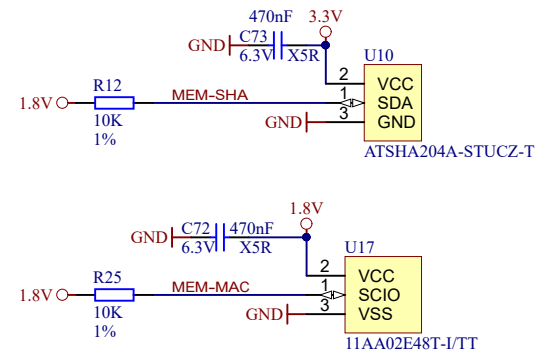 470nF 3.3V
GND C73
6.3V X5R U10
R12 2 VCC
1.8V MEM-SHA 1 SDA
10K GND 3 GND
1%
ATSHA204A-STUCZ-T
1.8V
C72 470nF
GND
6.3V X5R U17
R25 2 VCC
1.8V MEM-MAC 1 SCIO
10K GND 3 VSS
1%
11AA02E48T-I/TT